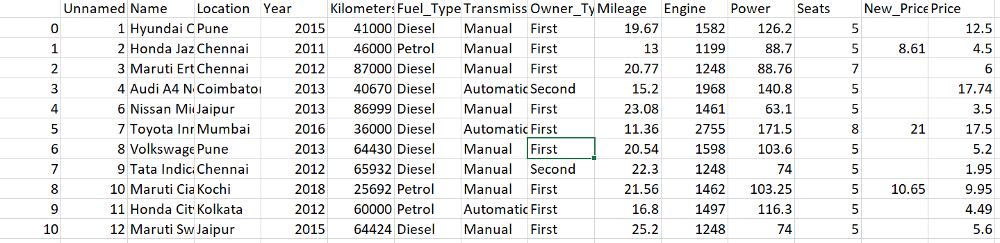 Unnamed Name Location Year Kilometers Fuel_Type Transmiss Owner_Ty Mileage Engine Power Seats New_Price Price
0 1 Hyundai C Pune 2015 41000 Diesel Manual First 19.67 1582 126.2 5 12.5
1 2 Honda Jaz Chennai 2011 46000 Petrol Manual First 13 1199 88.7 5 8.61 4.5
2 3 Maruti Ert Chennai 2012 87000 Diesel Manual First 20.77 1248 88.76 7 6
3 4 Audi A4 N Coimbator 2013 40670 Diesel Automatic Second 15.2 1968 140.8 5 17.74
4 6 Nissan Mic Jaipur 2013 86999 Diesel Manual First 23.08 1461 63.1 5 3.5
5 7 Toyota Inn Mumbai 2016 36000 Diesel Automatic First 11.36 2755 171.5 8 21 17.5
6 8 Volkswage Pune 2013 64430 Diesel Manual First 20.54 1598 103.6 5 5.2
7 9 Tata Indica Chennai 2012 65932 Diesel Manual Second 22.3 1248 74 5 1.95
8 10 Maruti Cia Kochi 2018 25692 Petrol Manual First 21.56 1462 103.25 5 10.65 9.95
9 11 Honda City Kolkata 2012 60000 Petrol Automatic First 16.8 1497 116.3 5 4.49
10 12 Maruti Sw Jaipur 2015 64424 Diesel Manual First 25.2 1248 74 5 5.6